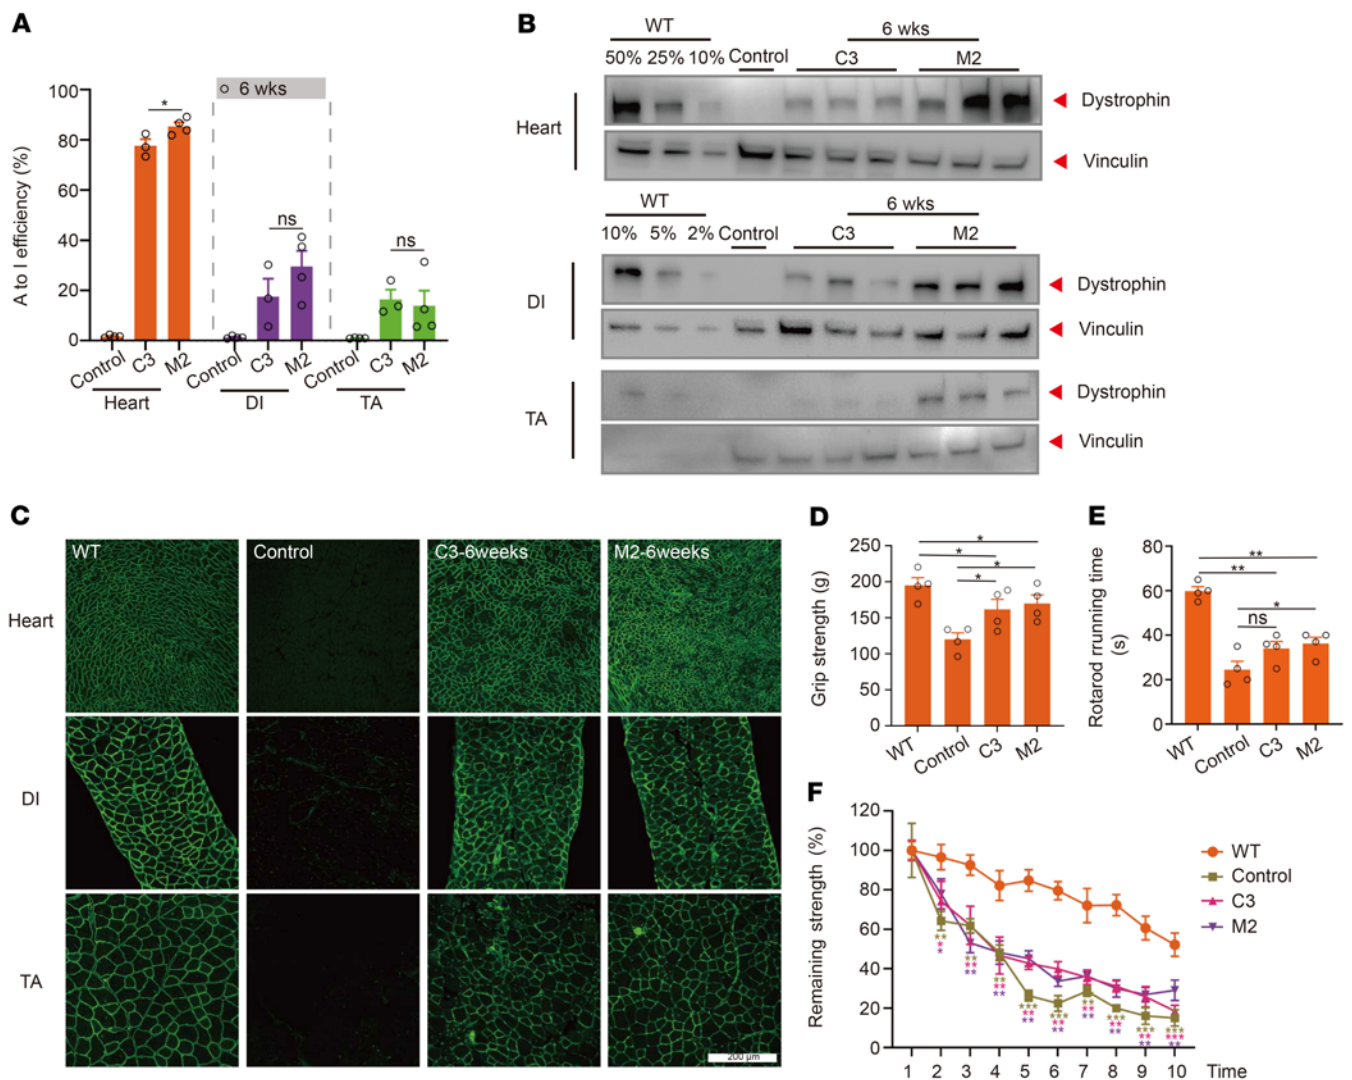 A
A to I efficiency (%)
100
80
60
40
20
0
6 wks
*
ns
ns
Control C3 M2 Control C3 M2 Control C3 M2
Heart DI TA
B
WT 6 wks
50% 25% 10% Control C3 M2
Heart
Dystrophin
Vinculin
WT 6 wks
10% 5% 2% Control C3 M2
DI
Dystrophin
Vinculin
TA
Dystrophin
Vinculin
C
WT Control C3-6weeks M2-6weeks
Heart
DI
TA
200 µm
D
Grip strength (g)
250
200
150
100
50
0
*
*
*
*
WT Control C3 M2
E
Rotarod rrunning time
(s)
80
60
40
20
0
**
**
*
ns
WT Control C3 M2
F
Remaining strength (%)
120
100
80
60
40
20
0
WT
Control
C3
M2
** ** ** *** *** ** *** *** ***
* ** ** ** ** ** ** ** ***
* ** ** ** ** ** ** ** **
1 2 3 4 5 6 7 8 9 10 Time